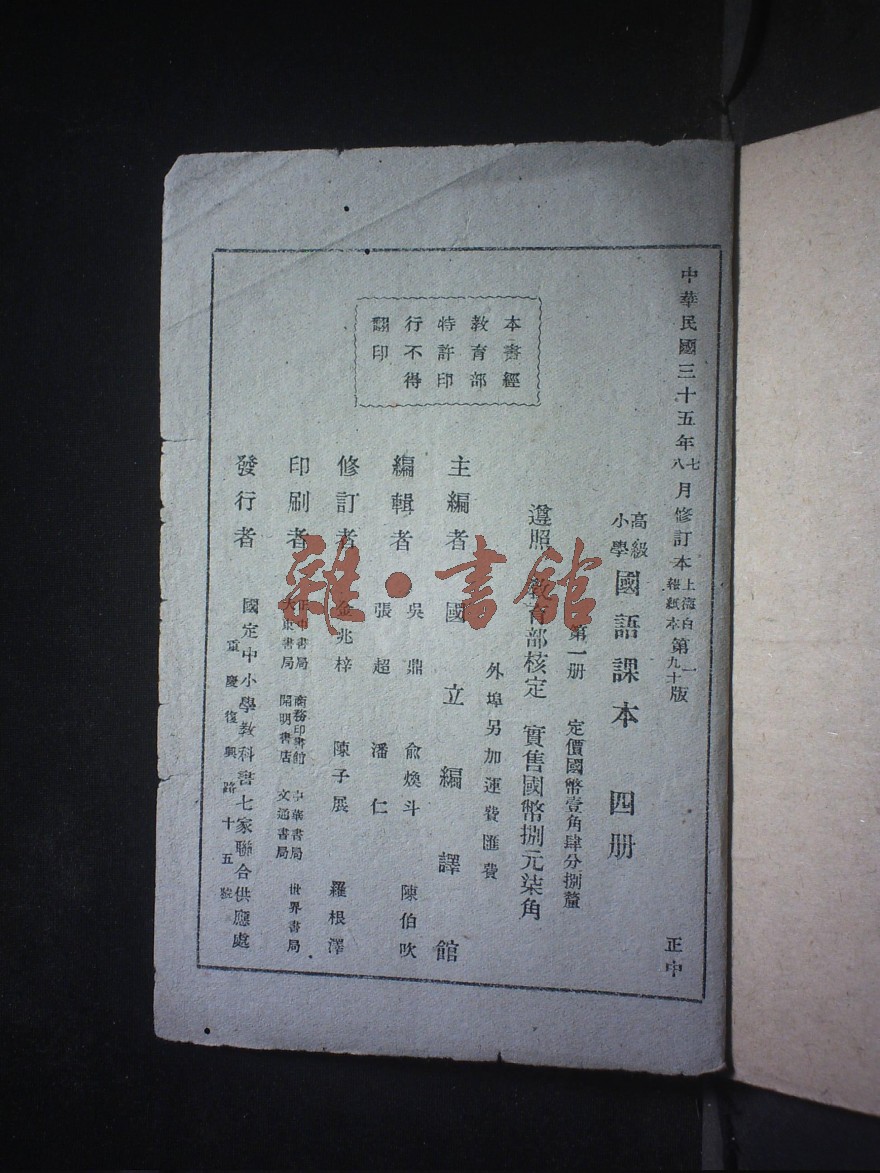 中華民國三十五年七八月修訂本上海白報紙本第一九十版 正中
高級小學 國語課本 四册
第一册 定價國幣壹角肆分捌釐
遵照 教育部核定 實售國幣捌元柒角
外埠另加運費匯費
本書經
教育部
特許印
行不得
翻印
主編者 國立編譯館
編輯者 吳鼎 俞煥斗 陳伯吹
張超 潘仁
修訂者 金兆梓 陳子展 羅根澤
印刷者 正中書局 商務印書館 中華書局 世界書局
大東書局 開明書店 文通書局
發行者 國定中小學教科書七家聯合供應處
重慶復興路十五號
雜·書館